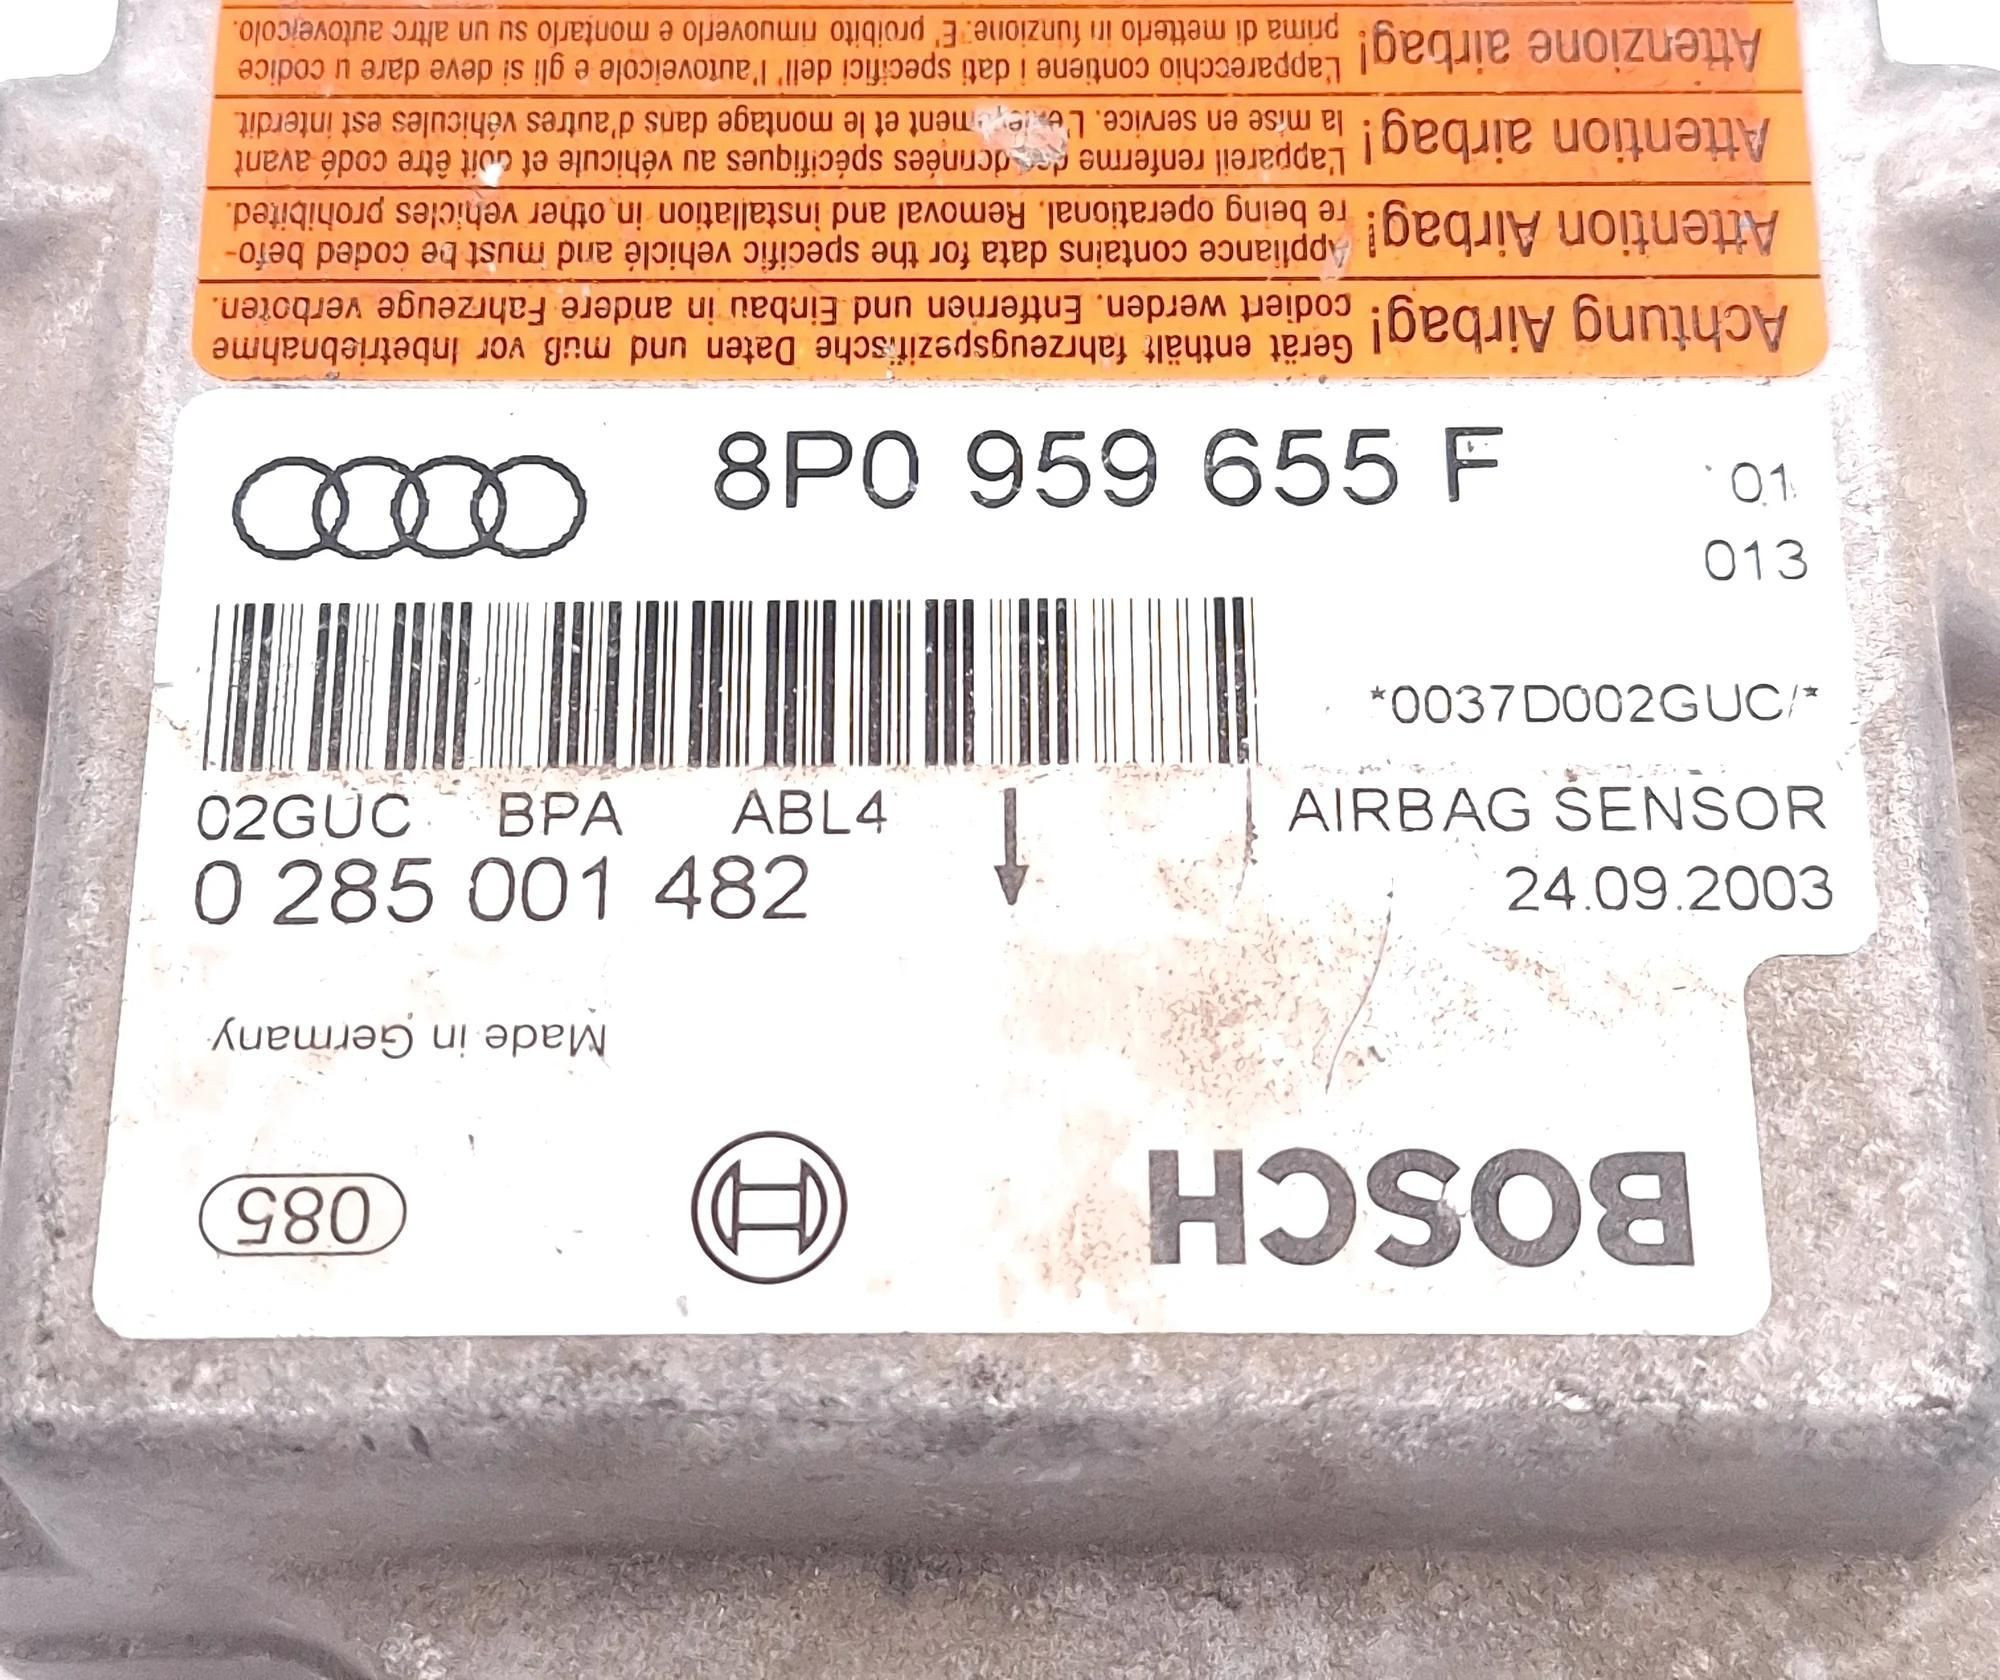 Achtung Airbag! Gerät enthält fahrzeugspezifische Daten und muß vor Inbetriebnahme
codiert werden. Entfernen und Einbau in andere Fahrzeuge verboten.
Attention Airbag! Appliance contains data for the specific vehicle and must be coded befo-
re being operational. Removal and installation in other vehicles prohibited.
Attention airbag! L'appareil renferme des données spécifiques au véhicule et doit être codé avant
la mise en service. L'enlèvement et le montage dans d'autres véhicules est interdit.
Attenzione airbag! L'apparecchio contiene i dati specifici dell'l'autoveicolo e gli si deve dare u codice
prima di metterlo in funzione. E' proibito rimuoverlo e montarlo su un altro autoveicolo.
8P0 959 655 F 01
013
*0037D002GUC/*
02GUC BPA ABL4 AIRBAG SENSOR
0 285 001 482 24.09.2003
Made in Germany
BOSCH 085